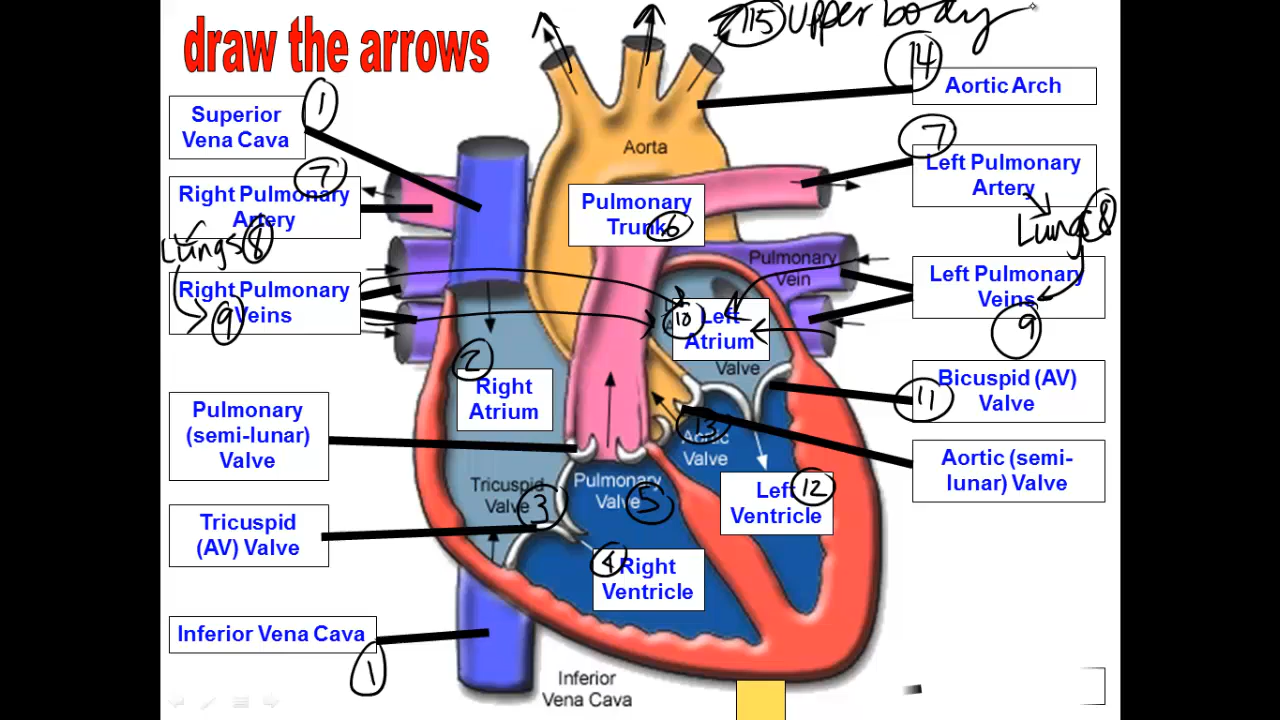 draw the arrows
15 Upper body
14
Aortic Arch
1
Superior
Vena Cava
Aorta
7
Left Pulmonary
Artery
7
Right Pulmonary
Artery
Pulmonary
Trunk 6
Lungs 8
Lungs 8
Pulmonary
Vein
Left Pulmonary
Veins
9
Right Pulmonary
Veins
9
10 Left
Atrium
Valve
2
Right
Atrium
Bicuspid (AV)
Valve
11
Pulmonary
(semi-lunar)
Valve
13
Aortic
Valve
Aortic (semi-
lunar) Valve
Tricuspid
Valve
3
Pulmonary
Valve
5
Left 12
Ventricle
Tricuspid
(AV) Valve
4 Right
Ventricle
Inferior Vena Cava
1
Inferior
Vena Cava